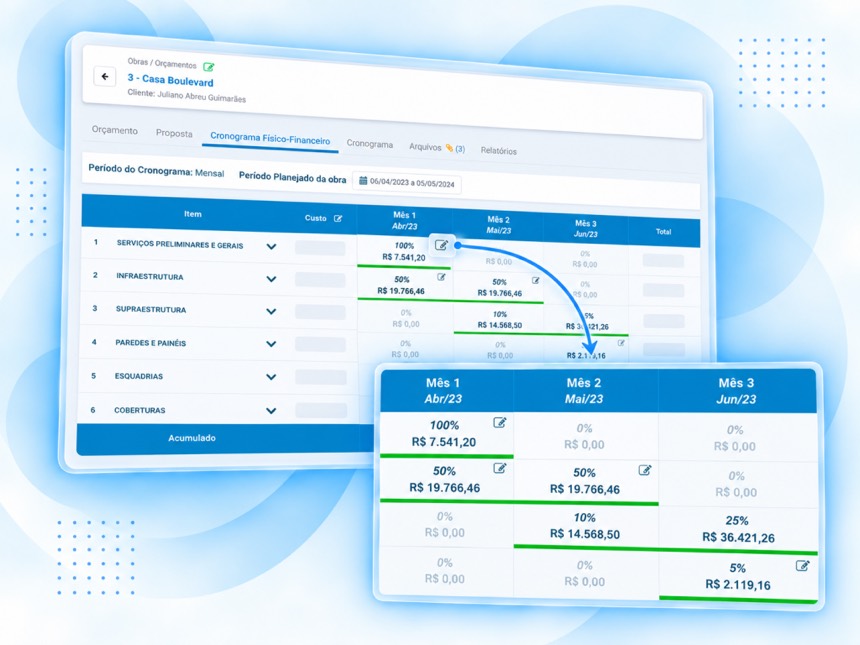 Obras / Orçamentos
3 - Casa Boulevard
Cliente: Juliano Abreu Guimarães
Orçamento Proposta Cronograma Físico-Financeiro Cronograma Arquivos (3) Relatórios
Período do Cronograma: Mensal Período Planejado da obra 06/04/2023 a 05/05/2024
Item Custo Mês 1 Mês 2 Mês 3 Total
Abr/23 Mai/23 Jun/23
1 SERVIÇOS PRELIMINARES E GERAIS 100% 0%
R$ 7.541,20 R$ 0,00 R$ 0,00
2 INFRAESTRUTURA 50% 50% 0%
R$ 19.766,46 R$ 19.766,46 R$ 0,00
3 SUPRAESTRUTURA 0% 10%
R$ 0,00 R$ 14.568,50
4 PAREDES E PAINÉIS 0% 0%
R$ 0,00 R$ 0,00
5 ESQUADRIAS
6 COBERTURAS
Acumulado
Mês 1 Mês 2 Mês 3
Abr/23 Mai/23 Jun/23
100% 0% 0%
R$ 7.541,20 R$ 0,00 R$ 0,00
50% 50% 0%
R$ 19.766,46 R$ 19.766,46 R$ 0,00
0% 10% 25%
R$ 0,00 R$ 14.568,50 R$ 36.421,26
0% 0% 5%
R$ 0,00 R$ 0,00 R$ 2.119,16